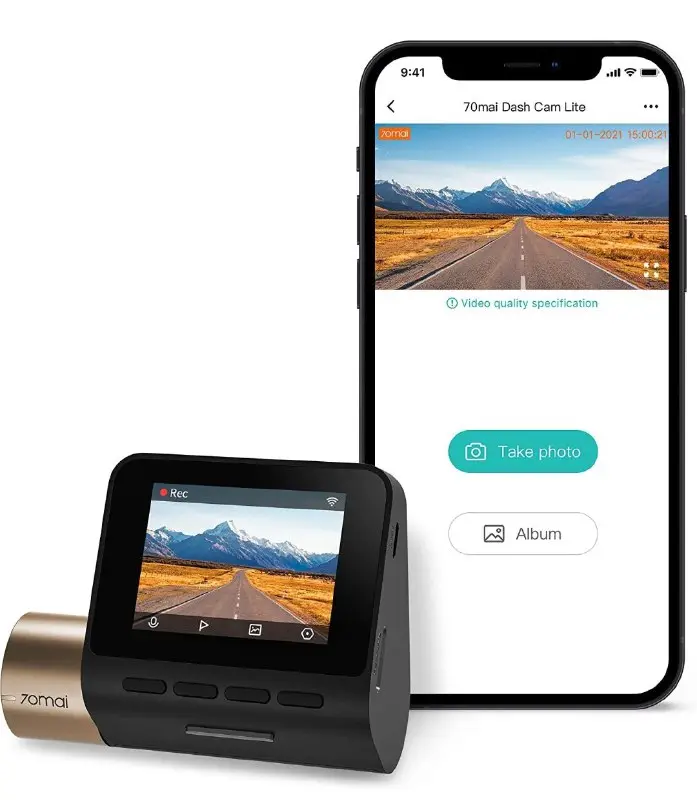 9:41
70mai Dash Cam Lite
70mai
01-01-2021 15:00:21
Video quality specification
Take photo
Album
Rec
70mai